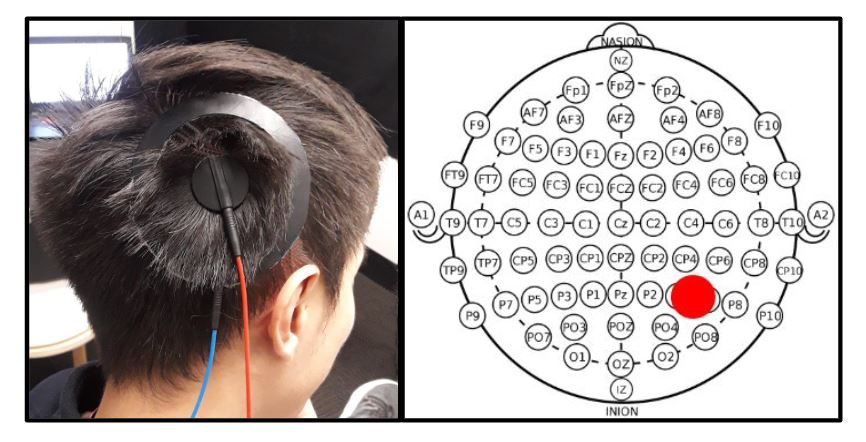 NASION
NZ
Fp1 FpZ Fp2
AF7 AF3 AFZ AF4 AF8
F9 F7 F5 F3 F1 Fz F2 F4 F6 F8 F10
FT9 FT7 FC5 FC3 FC1 FCZ FC2 FC4 FC6 FC8 FC10
A1 T9 T7 C5 C3 C1 Cz C2 C4 C6 T8 T10 A2
TP9 TP7 CP5 CP3 CP1 CPZ CP2 CP4 CP6 CP8 CP10
P9 P7 P5 P3 P1 Pz P2 P8 P10
PO7 PO3 POZ PO4 PO8
O1 OZ O2
IZ
INION